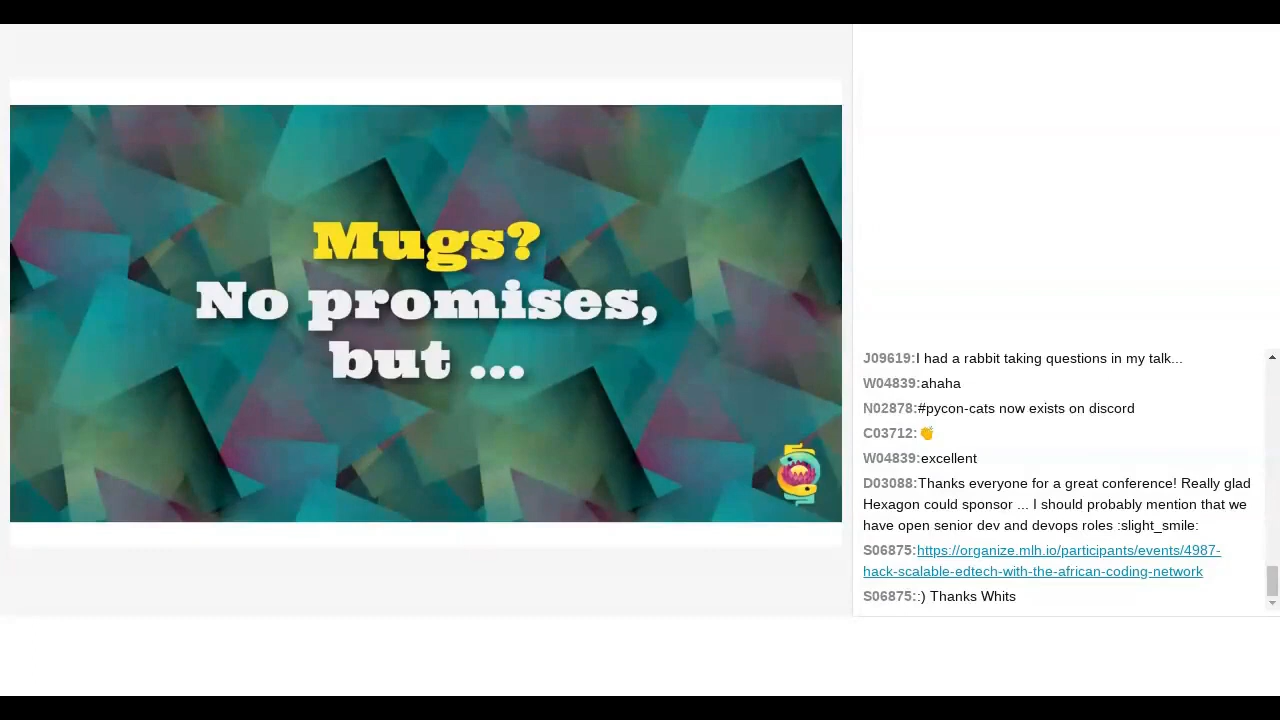 Mugs?
No promises,
but ...
J09619:I had a rabbit taking questions in my talk...
W04839:ahaha
N02878:#pycon-cats now exists on discord
C03712:👏
W04839:excellent
D03088:Thanks everyone for a great conference! Really glad
Hexagon could sponsor ... I should probably mention that we
have open senior dev and devops roles :slight_smile:
S06875:https://organize.mlh.io/participants/events/4987-
hack-scalable-edtech-with-the-african-coding-network
S06875::) Thanks Whits